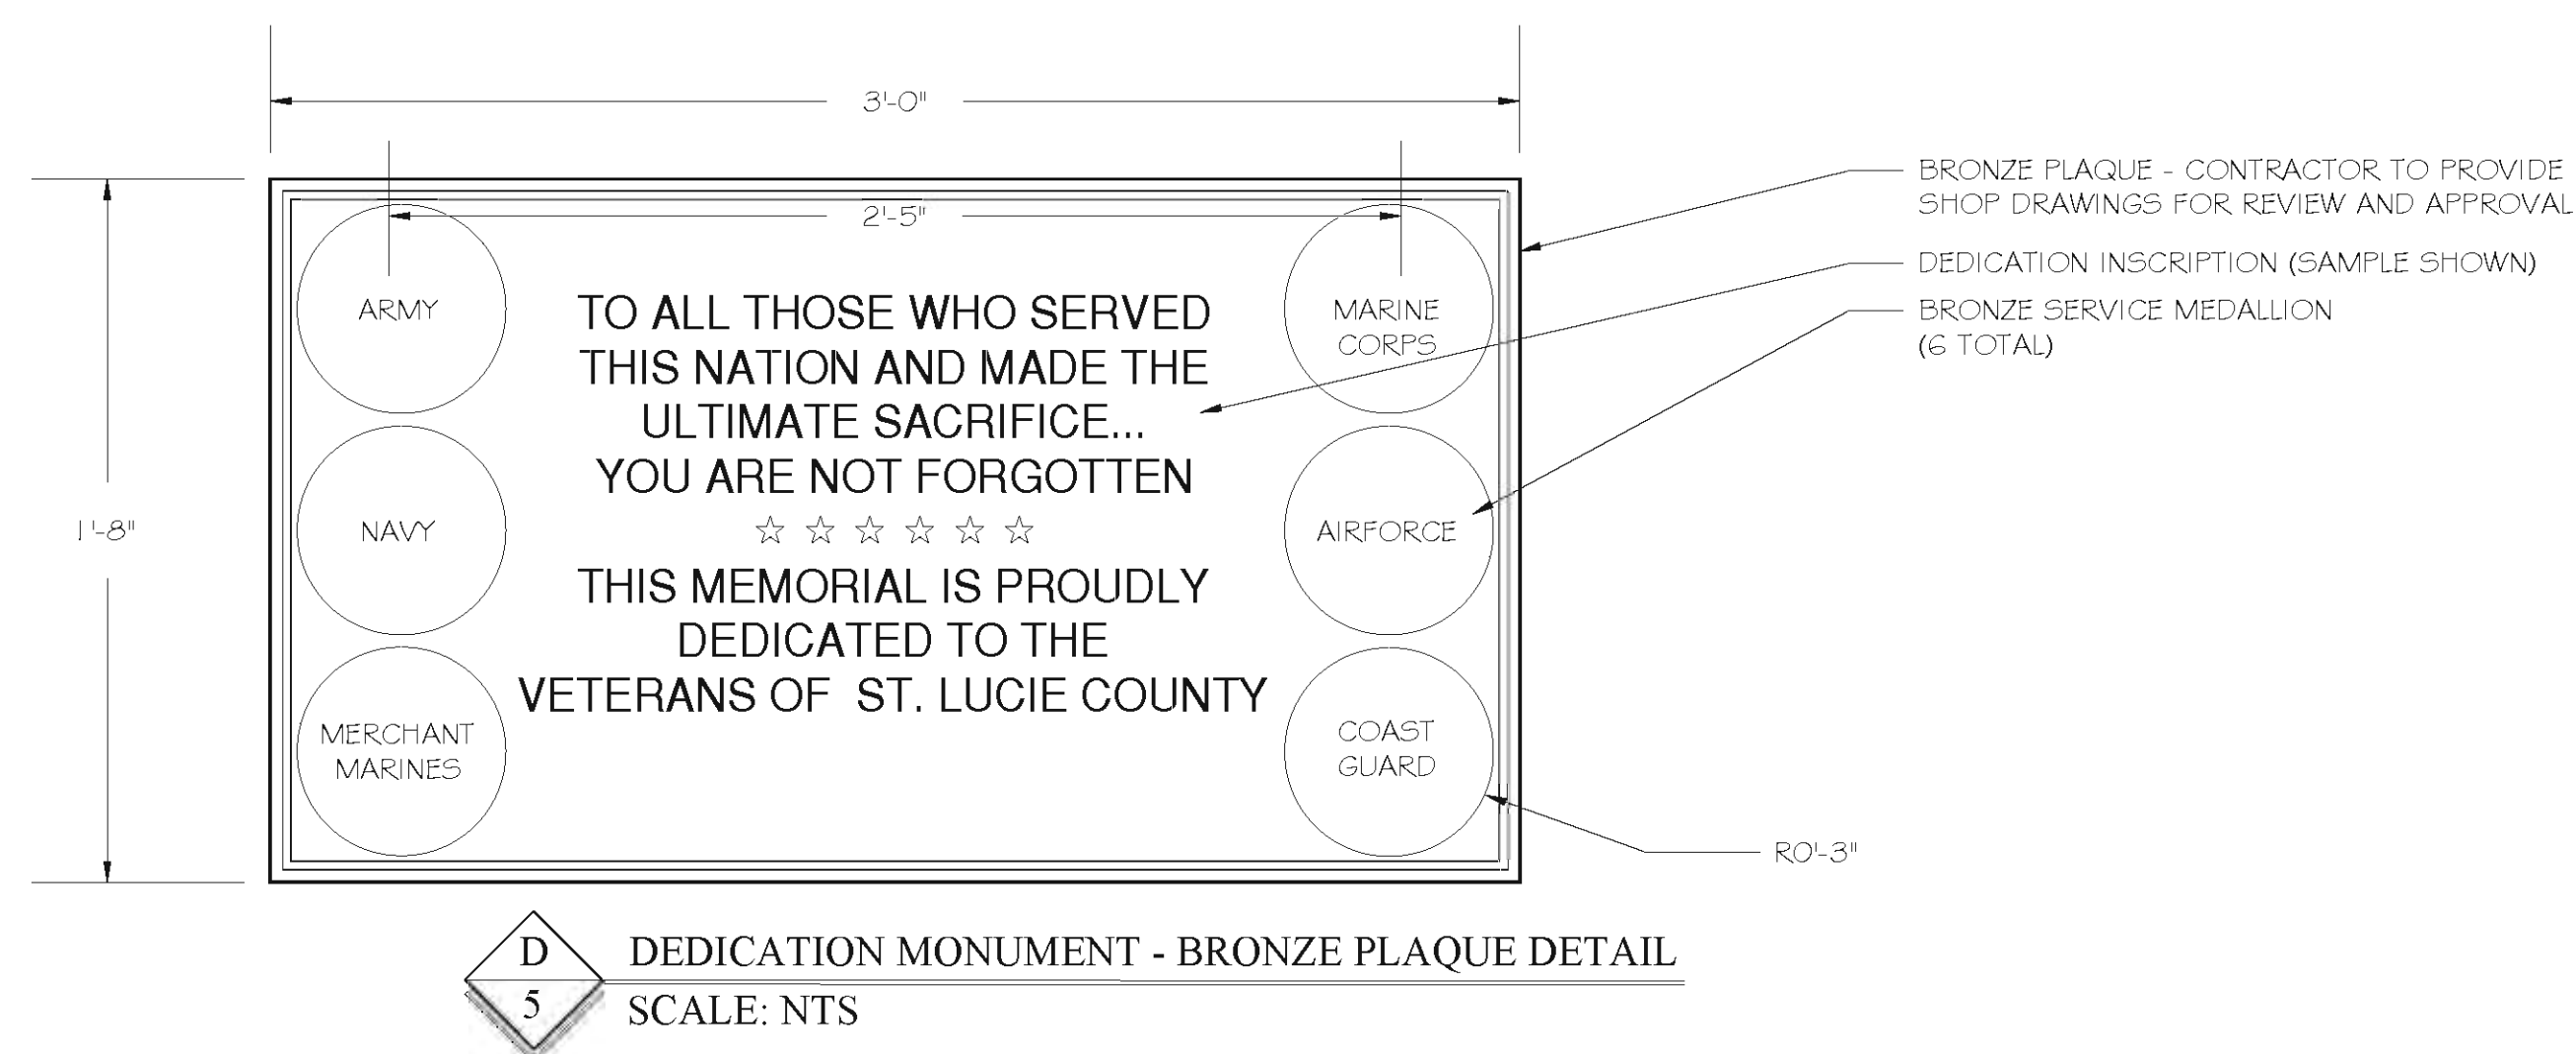 3'-0"
2'-5"
1'-8"
ARMY
NAVY
MERCHANT
MARINES
TO ALL THOSE WHO SERVED
THIS NATION AND MADE THE
ULTIMATE SACRIFICE...
YOU ARE NOT FORGOTTEN
☆ ☆ ☆ ☆ ☆ ☆
THIS MEMORIAL IS PROUDLY
DEDICATED TO THE
VETERANS OF  ST. LUCIE COUNTY
MARINE
CORPS
AIRFORCE
COAST
GUARD
BRONZE PLAQUE - CONTRACTOR TO PROVIDE
SHOP DRAWINGS FOR REVIEW AND APPROVAL
DEDICATION INSCRIPTION (SAMPLE SHOWN)
BRONZE SERVICE MEDALLION
(6 TOTAL)
R0'-3"
D
5
DEDICATION MONUMENT - BRONZE PLAQUE DETAIL
SCALE: NTS